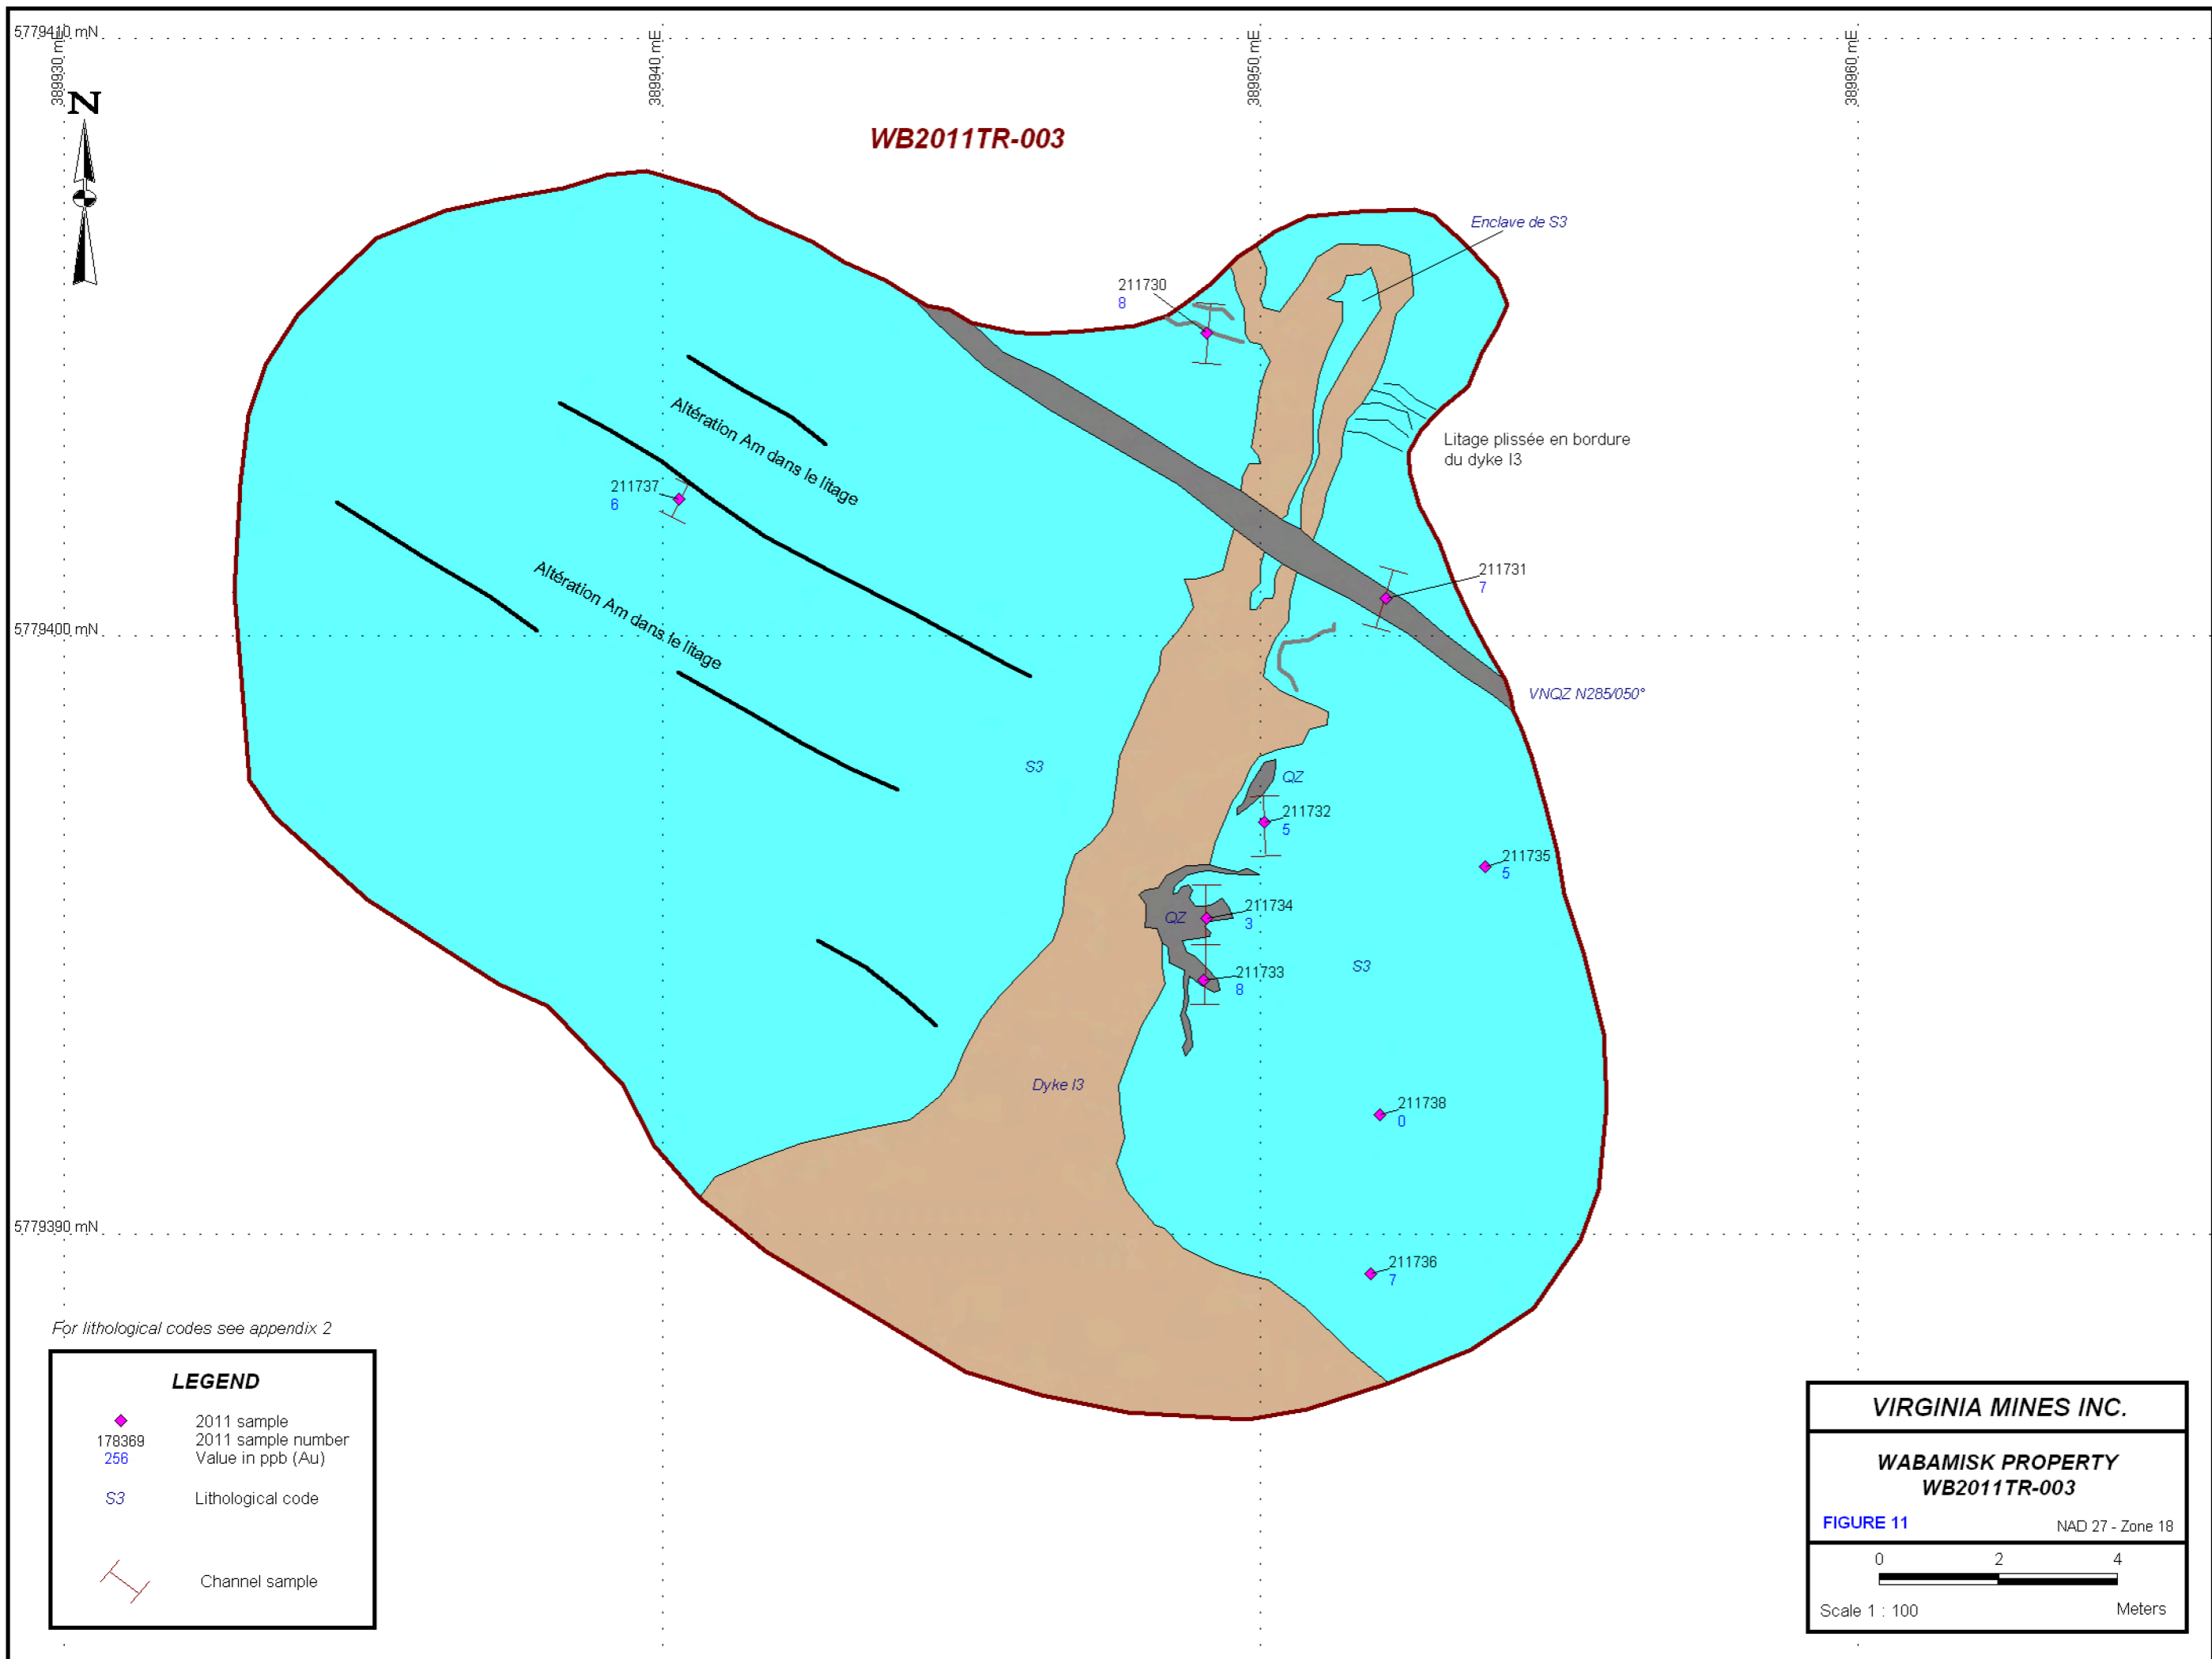 5779410 mN
389930 mE
389940 mE
389950 mE
389960 mE
N
WB2011TR-003
Enclave de S3
211730
8
Altération Am dans le litage
Litage plissée en bordure
du dyke I3
211737
6
Altération Am dans le litage
211731
7
5779400 mN
VNQZ N285/050°
S3
QZ
211732
5
211735
5
QZ
211734
3
S3
211733
8
Dyke I3
211738
0
5779390 mN
211736
7
For lithological codes see appendix 2
LEGEND
2011 sample
178369 2011 sample number
256 Value in ppb (Au)
S3 Lithological code
Channel sample
VIRGINIA MINES INC.
WABAMISK PROPERTY
WB2011TR-003
FIGURE 11 NAD 27 - Zone 18
0 2 4
Scale 1 : 100 Meters